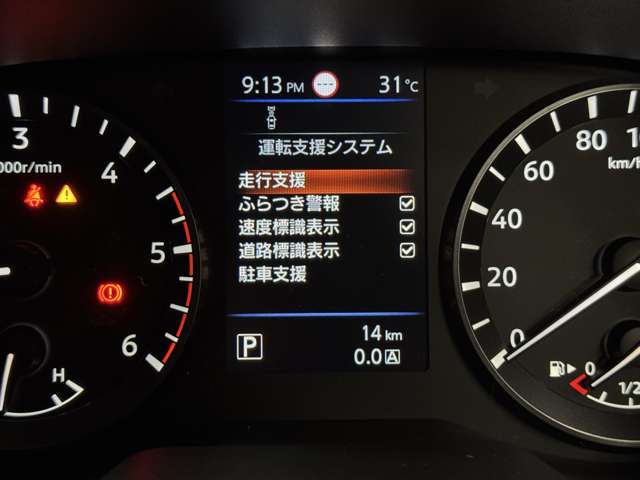 9:13 PM --- 31℃
運転支援システム
走行支援
ふらつき警報
速度標識表示
道路標識表示
駐車支援
P 14 km
0.0 A
3
4
5
6
000r/min
H
0
20
40
60
80
km/h
0
1/2